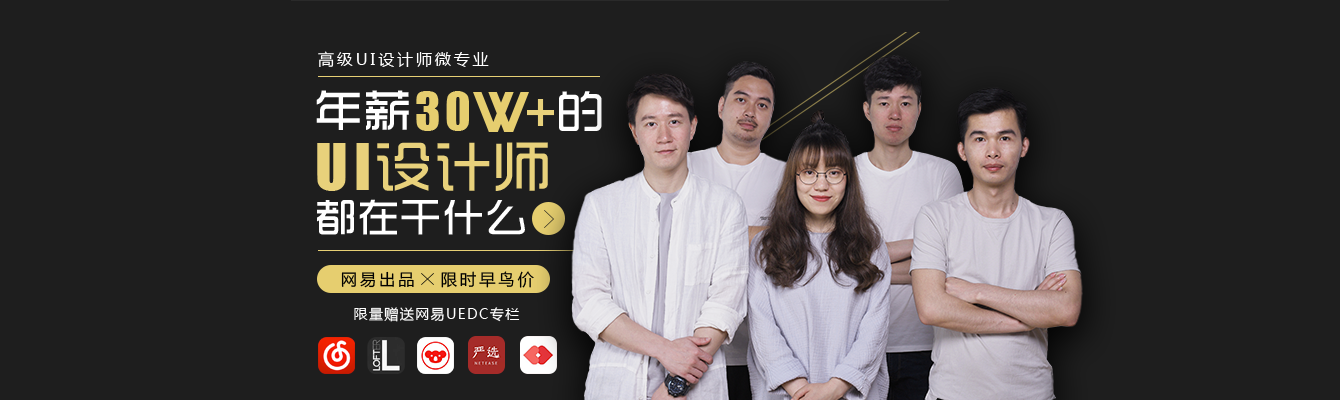 高级UI设计师微专业
年薪30W+的
UI设计师
都在干什么
网易出品×限时早鸟价
限量赠送网易UEDC专栏
LOFTER
L
严选
NETEASE